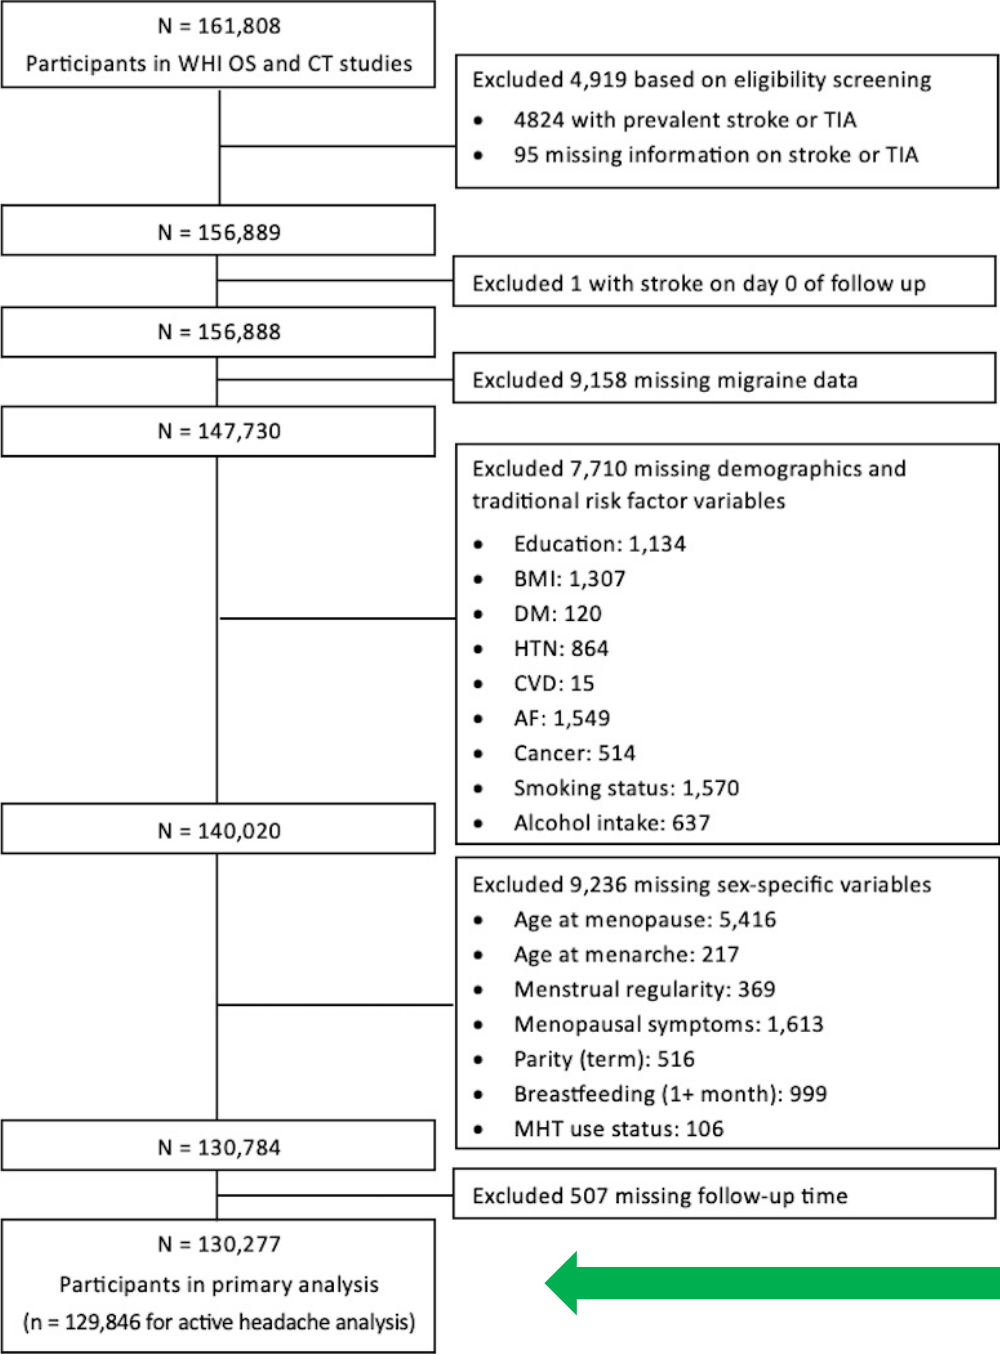 N = 161,808
Participants in WHI OS and CT studies
Excluded 4,919 based on eligibility screening
• 4824 with prevalent stroke or TIA
• 95 missing information on stroke or TIA
N = 156,889
Excluded 1 with stroke on day 0 of follow up
N = 156,888
Excluded 9,158 missing migraine data
N = 147,730
Excluded 7,710 missing demographics and
traditional risk factor variables
• Education: 1,134
• BMI: 1,307
• DM: 120
• HTN: 864
• CVD: 15
• AF: 1,549
• Cancer: 514
• Smoking status: 1,570
• Alcohol intake: 637
N = 140,020
Excluded 9,236 missing sex-specific variables
• Age at menopause: 5,416
• Age at menarche: 217
• Menstrual regularity: 369
• Menopausal symptoms: 1,613
• Parity (term): 516
• Breastfeeding (1+ month): 999
• MHT use status: 106
N = 130,784
Excluded 507 missing follow-up time
N = 130,277
Participants in primary analysis
(n = 129,846 for active headache analysis)